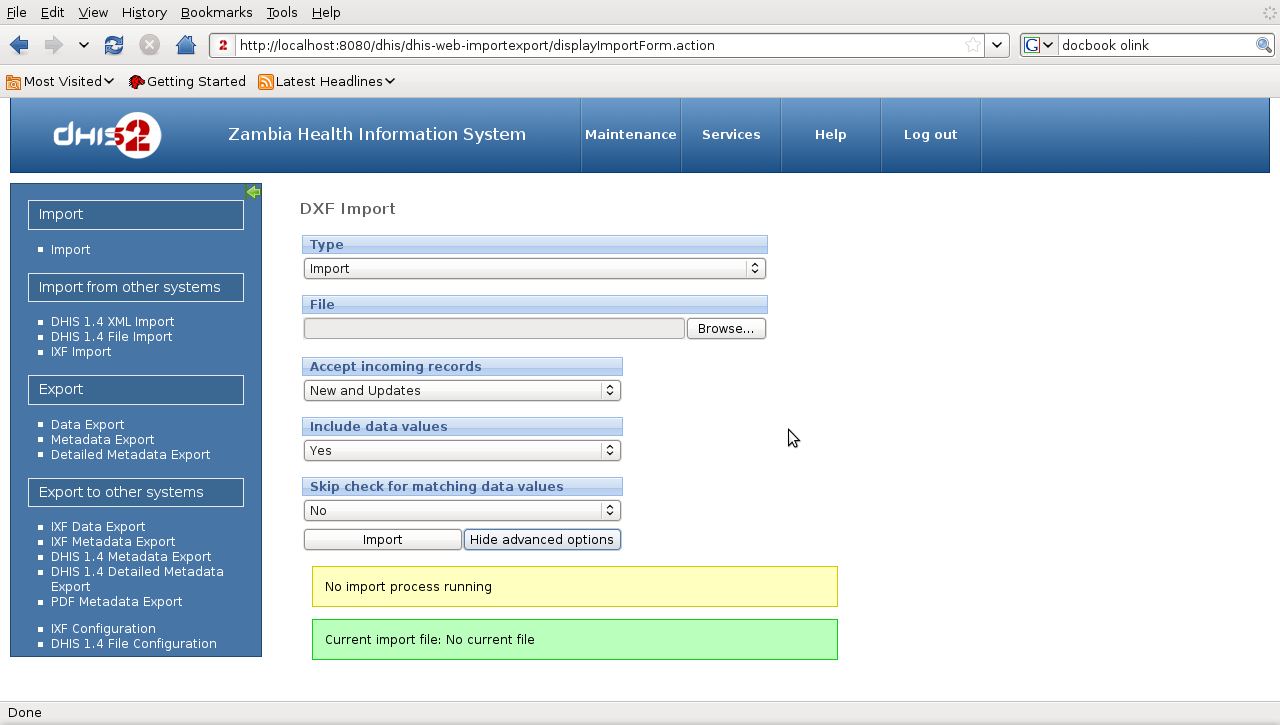 File Edit View History Bookmarks Tools Help
2 http://localhost:8080/dhis/dhis-web-importexport/displayImportForm.action G docbook olink
Most Visited Getting Started Latest Headlines
dhis2 Zambia Health Information System Maintenance Services Help Log out
Import
Import
Import from other systems
DHIS 1.4 XML Import
DHIS 1.4 File Import
IXF Import
Export
Data Export
Metadata Export
Detailed Metadata Export
Export to other systems
IXF Data Export
IXF Metadata Export
DHIS 1.4 Metadata Export
DHIS 1.4 Detailed Metadata
Export
PDF Metadata Export
IXF Configuration
DHIS 1.4 File Configuration
DXF Import
Type
Import
File
Browse...
Accept incoming records
New and Updates
Include data values
Yes
Skip check for matching data values
No
Import Hide advanced options
No import process running
Current import file: No current file
Done